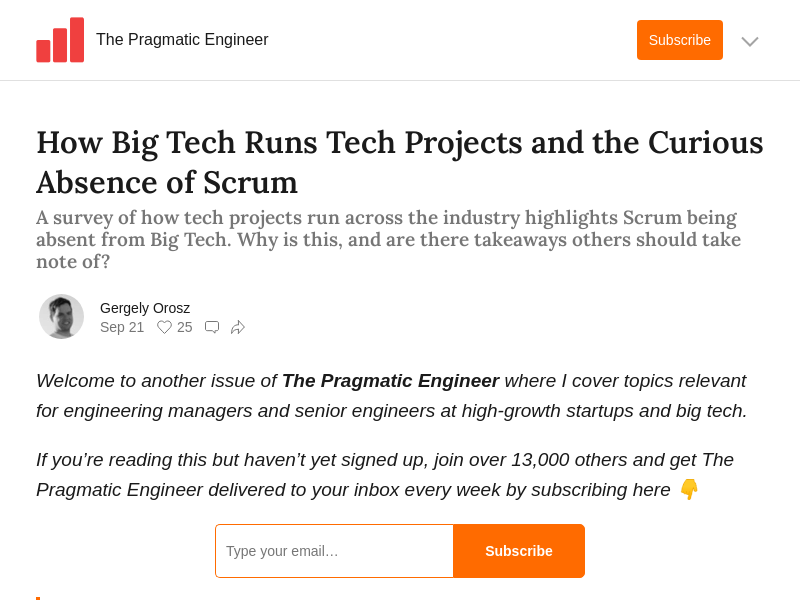 The Pragmatic Engineer
Subscribe
How Big Tech Runs Tech Projects and the Curious
Absence of Scrum
A survey of how tech projects run across the industry highlights Scrum being
absent from Big Tech. Why is this, and are there takeaways others should take
note of?
Gergely Orosz
Sep 21 25
Welcome to another issue of The Pragmatic Engineer where I cover topics relevant
for engineering managers and senior engineers at high-growth startups and big tech.
If you’re reading this but haven’t yet signed up, join over 13,000 others and get The
Pragmatic Engineer delivered to your inbox every week by subscribing here 👇
Type your email…
Subscribe